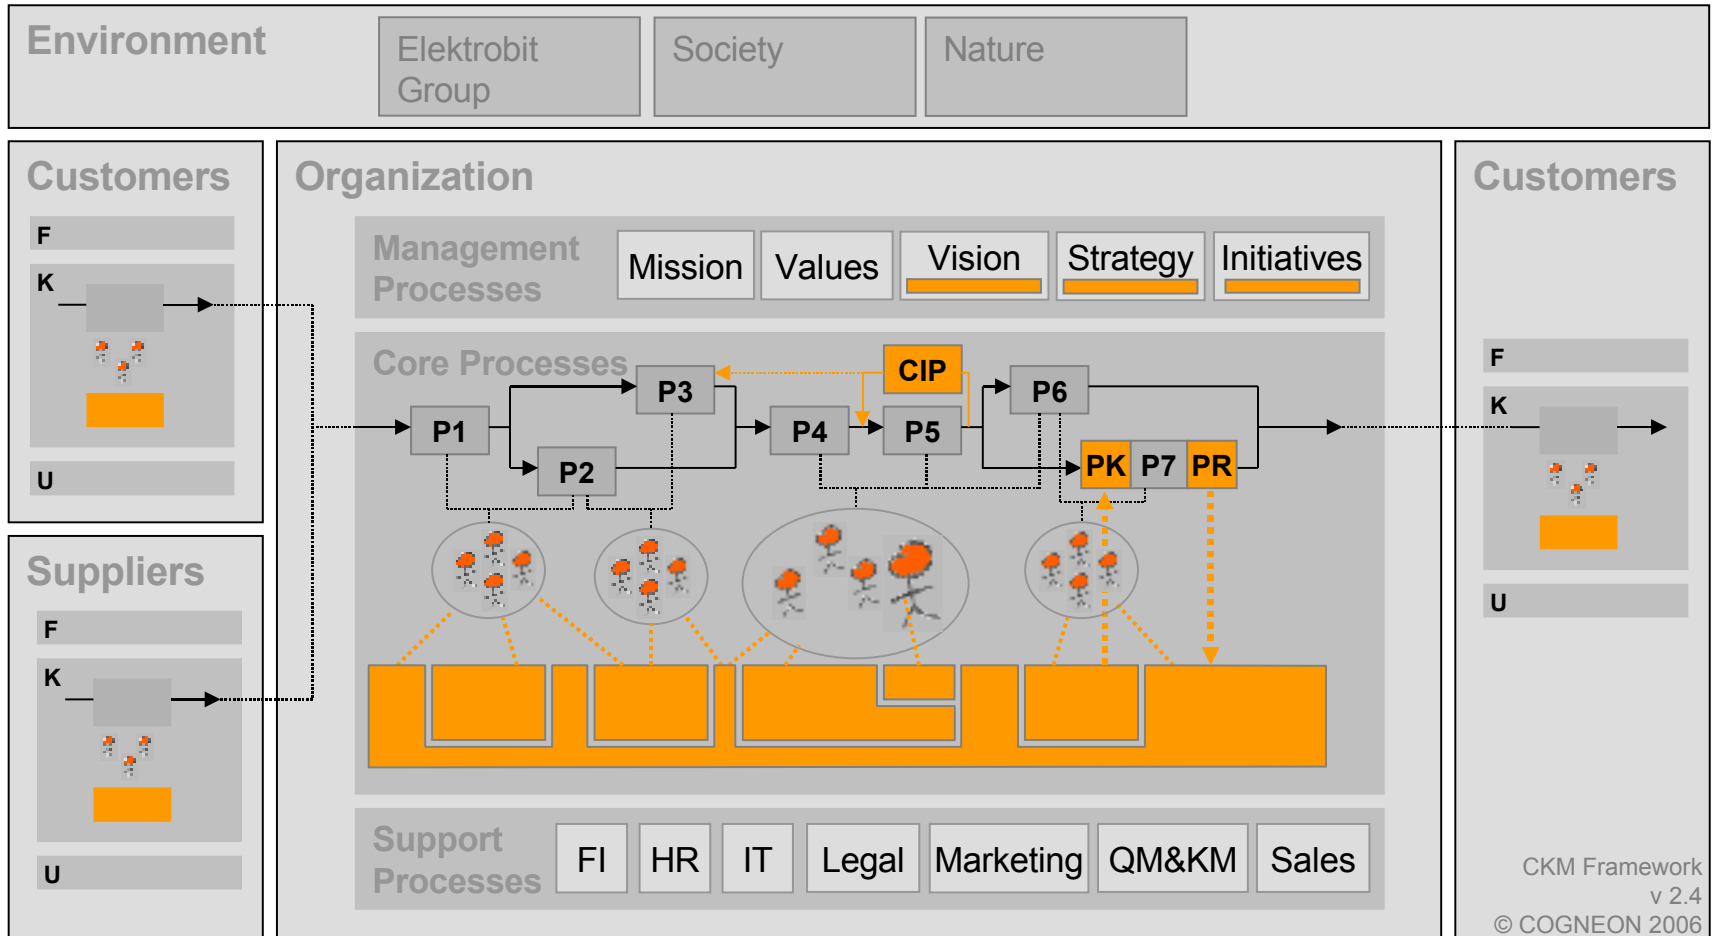 Environment
Elektrobit
Group
Society
Nature
Customers
F
K
U
Suppliers
F
K
U
Organization
Management
Processes
Mission
Values
Vision
Strategy
Initiatives
Core Processes
CIP
P3
P6
P1
P4
P5
P2
PK
P7
PR
Support
Processes
FI
HR
IT
Legal
Marketing
QM&KM
Sales
Customers
F
K
U
CKM Framework
v 2.4
© COGNEON 2006